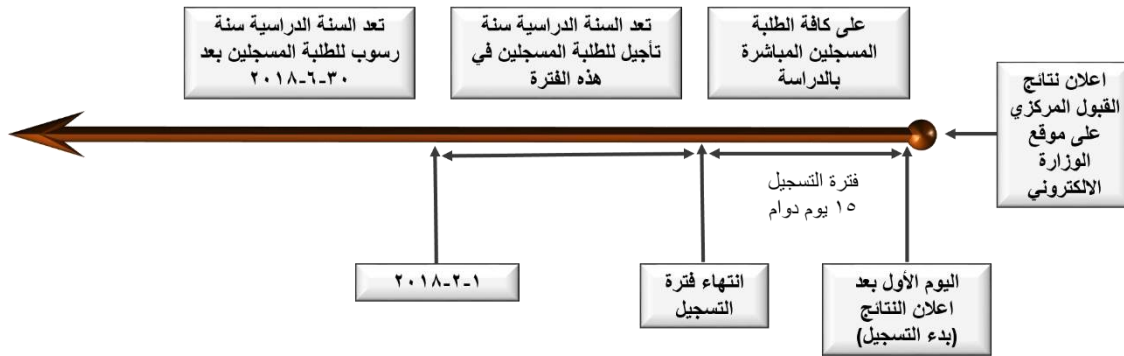 على كافة الطلبة
المسجلين المباشرة
بالدراسة
تعد السنة الدراسية سنة
تأجيل للطلبة المسجلين في
هذه الفترة
تعد السنة الدراسية سنة
رسوب للطلبة المسجلين بعد
٣٠-٦-٢٠١٨
اعلان نتائج
القبول المركزي
على موقع
الوزارة
الالكتروني
فترة التسجيل
١٥ يوم دوام
اليوم الأول بعد
اعلان النتائج
(بدء التسجيل)
انتهاء فترة
التسجيل
١-٢-٢٠١٨